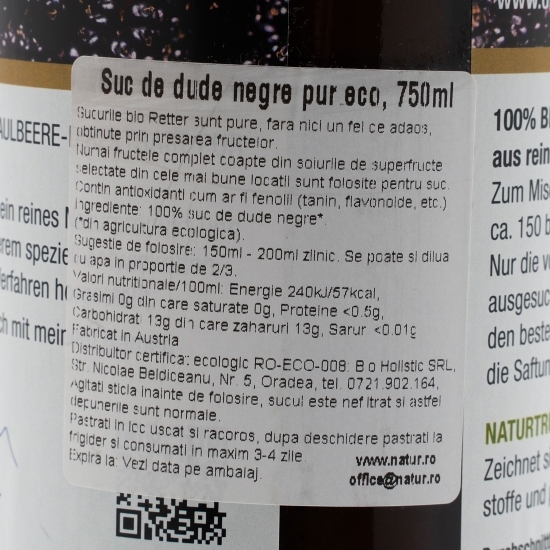 www.
Suc de dude negre pur eco, 750ml
Sucurile bio Retter sunt pure, fara nici un fel de adaos,
obtinute prin presarea fructelor.
Numai fructele complet coapte din soiurile de superfructe
selectate din cele mai bune locatii sunt folosite pentru suc.
Contin antioxidanti cum ar fi fenolii (tanin, flavonoide, etc.)
Ingrediente: 100% suc de dude negre*.
(*din agricultura ecologica).
Sugestie de folosire: 150ml - 200ml zilnic. Se poate si dilua
cu apa in proportie de 2/3.
Valori nutritionale/100ml: Energie 240kJ/57kcal,
Grasimi 0g din care saturate 0g, Proteine <0.5g,
Carbohidrati 13g din care zaharuri 13g, Sarur <0.01g
Fabricat in Austria
Distribuitor certificat ecologic RO-ECO-008: Bio Holistic SRL,
Str. Nicolae Beldiceanu, Nr. 5, Oradea, tel. 0721.902.164,
Agitati sticla inainte de folosire, sucul este nefiltrat si astfel
depunerile sunt normale.
Pastrati in loc uscat si racoros, dupa deschidere pastrati la
frigider si consumati in maxim 3-4 zile.
Expira la: Vezi data pe ambalaj.
www.natur.ro
office@natur.ro
AULBEERE-
ein reines
erem spezie
erfahren
ch mit mein
100% B
aus rein
Zum Mis
ca. 150
Nur die v
ausgesuc
den beste
die Saftun
NATURTR
Zeichnet s
stoffe und